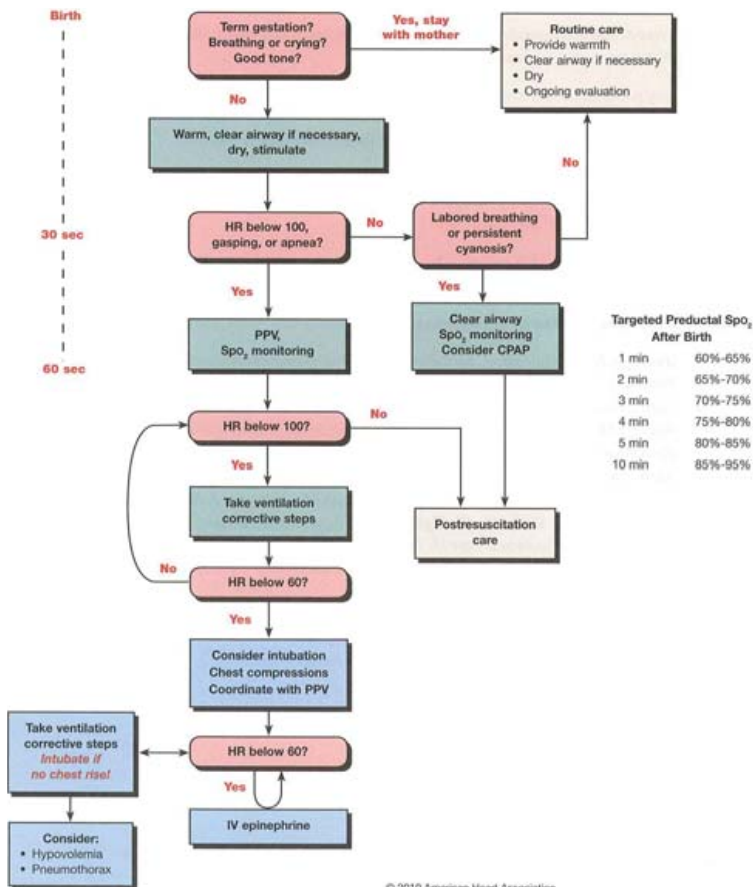 Birth
Term gestation?
Breathing or crying?
Good tone?
Yes, stay
with mother
Routine care
• Provide warmth
• Clear airway if necessary
• Dry
• Ongoing evaluation
No
Warm, clear airway if necessary,
dry, stimulate
No
30 sec
HR below 100,
gasping, or apnea?
No
Labored breathing
or persistent
cyanosis?
Yes
Yes
PPV,
Spo₂ monitoring
Clear airway
Spo₂ monitoring
Consider CPAP
60 sec
Targeted Preductal Spo₂
After Birth
1 min 60%-65%
2 min 65%-70%
3 min 70%-75%
4 min 75%-80%
5 min 80%-85%
10 min 85%-95%
HR below 100?
No
Yes
Take ventilation
corrective steps
Postresuscitation
care
No
HR below 60?
Yes
Consider intubation
Chest compressions
Coordinate with PPV
Take ventilation
corrective steps
Intubate if
no chest rise!
HR below 60?
Yes
IV epinephrine
Consider:
• Hypovolemia
• Pneumothorax
© 2010 American Heart Association